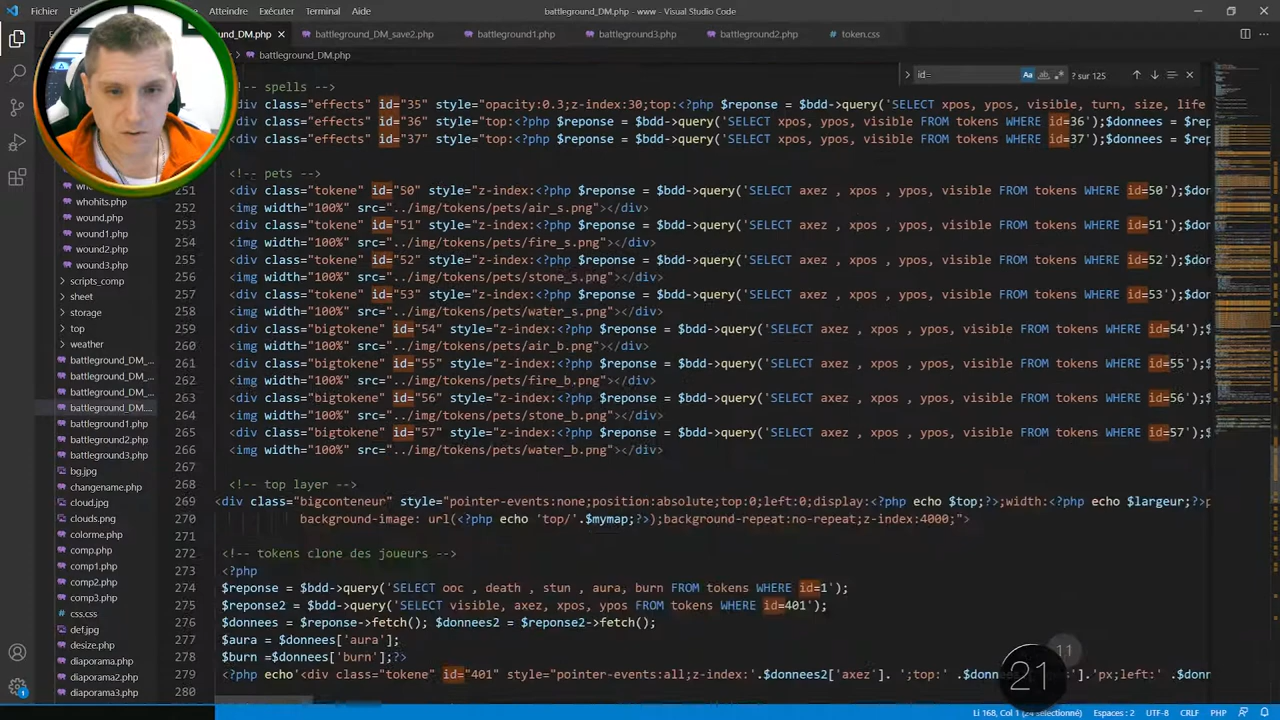 Fichier Atteindre Exécuter Terminal Aide battleground_DM.php - www - Visual Studio Code
_DM.php battleground_DM_save2.php battleground1.php battleground3.php battleground2.php token.css
battleground_DM.php
id= Aa ab ? sur 125
whohits.php
wound.php
wound1.php
wound2.php
wound3.php
scripts_comp
sheet
storage
top
weather
battleground_DM_...
battleground_DM_...
battleground_DM_...
battleground_DM....
battleground1.php
battleground2.php
battleground3.php
bg.jpg
changename.php
cloud.jpg
clouds.png
colorme.php
comp.php
comp1.php
comp2.php
comp3.php
css.css
def.jpg
desize.php
diaporama.php
diaporama2.php
diaporama3.php
spells -->
<div class="effects" id="35" style="opacity:0.3;z-index:30;top:<?php $reponse = $bdd->query('SELECT xpos, ypos, visible, turn, Size, life
<div class="effects" id="36" style="top:<?php $reponse = $bdd->query('SELECT xpos, ypos, visible FROM tokens WHERE id=36');$donnees = $rep
<div class="effects" id="37" style="top:<?php $reponse = $bdd->query('SELECT xpos, ypos, visible FROM tokens WHERE id=37');$donnees = $rep
<!-- pets -->
251 <div class="tokene" id="50" style="z-index:<?php $reponse = $bdd->query('SELECT axez , xpos , ypos, visible FROM tokens WHERE id=50');$don
252 <img width="100%" src="../img/tokens/pets/air_s.png"></div>
253 <div class="tokene" id="51" style="z-index:<?php $reponse = $bdd->query('SELECT axez , xpos , ypos, visible FROM tokens WHERE id=51');$don
254 <img width="100%" src="../img/tokens/pets/fire_s.png"></div>
255 <div class="tokene" id="52" style="z-index:<?php $reponse = $bdd->query('SELECT axez , xpos , ypos, visible FROM tokens WHERE id=52');$don
256 <img width="100%" src="../img/tokens/pets/stone_s.png"></div>
257 <div class="tokene" id="53" style="z-index:<?php $reponse = $bdd->query('SELECT axez , xpos , ypos, visible FROM tokens WHERE id=53');$don
258 <img width="100%" src="../img/tokens/pets/water_s.png"></div>
259 <div class="bigtokene" id="54" style="z-index:<?php $reponse = $bdd->query('SELECT axez , xpos , ypos, visible FROM tokens WHERE id=54');$
260 <img width="100%" src="../img/tokens/pets/air_b.png"></div>
261 <div class="bigtokene" id="55" style="z-index:<?php $reponse = $bdd->query('SELECT axez , xpos , ypos, visible FROM tokens WHERE id=55');$
262 <img width="100%" src="../img/tokens/pets/fire_b.png"></div>
263 <div class="bigtokene" id="56" style="z-index:<?php $reponse = $bdd->query('SELECT axez , xpos , ypos, visible FROM tokens WHERE id=56');$
264 <img width="100%" src="../img/tokens/pets/stone_b.png"></div>
265 <div class="bigtokene" id="57" style="z-index:<?php $reponse = $bdd->query('SELECT axez , xpos , ypos, visible FROM tokens WHERE id=57');$
266 <img width="100%" src="../img/tokens/pets/water_b.png"></div>
267
268 <!-- top layer -->
269 <div class="bigconteneur" style="pointer-events:none;position:absolute;top:0;left:0;display:<?php echo $top;?>;width:<?php echo $largeur;?>p
270 background-image: url(<?php echo 'top/'.$mymap;?>);background-repeat:no-repeat;z-index:4000;">
271
272 <!-- tokens clone des joueurs -->
273 <?php
274 $reponse = $bdd->query('SELECT ooc , death , stun , aura, burn FROM tokens WHERE id=1');
275 $reponse2 = $bdd->query('SELECT visible, axez, xpos, ypos FROM tokens WHERE id=401');
276 $donnees = $reponse->fetch(); $donnees2 = $reponse2->fetch();
277 $aura = $donnees['aura'];
278 $burn =$donnees['burn'];?>
279 <?php echo'<div class="tokene" id="401" style="pointer-events:all;z-index:'.$donnees2['axez']. ';top:' .$donn '].'px;left:' .$don
280
11
21
1
Li 168, Col 1 (24 sélectionné) Espaces : 2 UTF-8 CRLF PHP